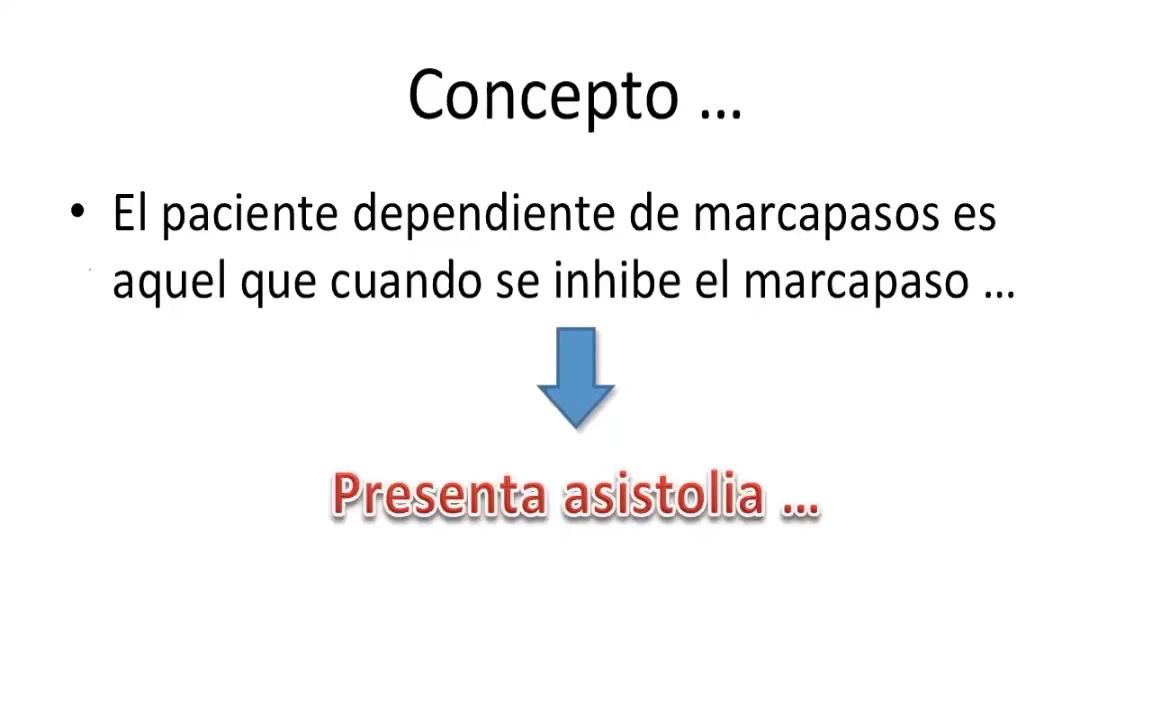 Concepto ...
• El paciente dependiente de marcapasos es
aquel que cuando se inhibe el marcapaso ...
Presenta asistolia ...